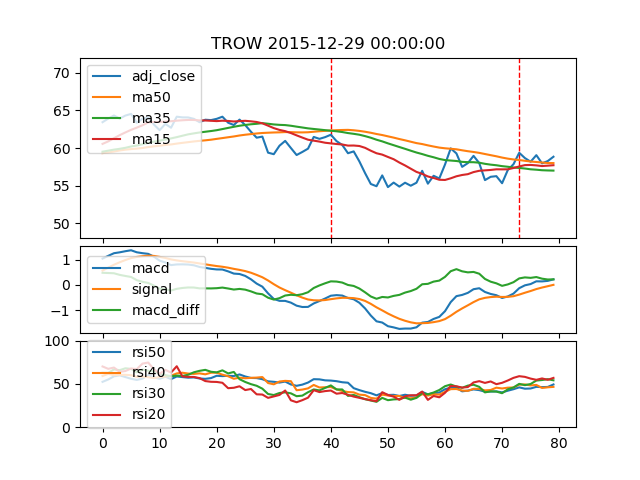 TROW 2015-12-29 00:00:00
70
65
60
55
50
adj_close
ma50
ma35
ma15
1
0
−1
macd
signal
macd_diff
100
50
0
rsi50
rsi40
rsi30
rsi20
0 10 20 30 40 50 60 70 80